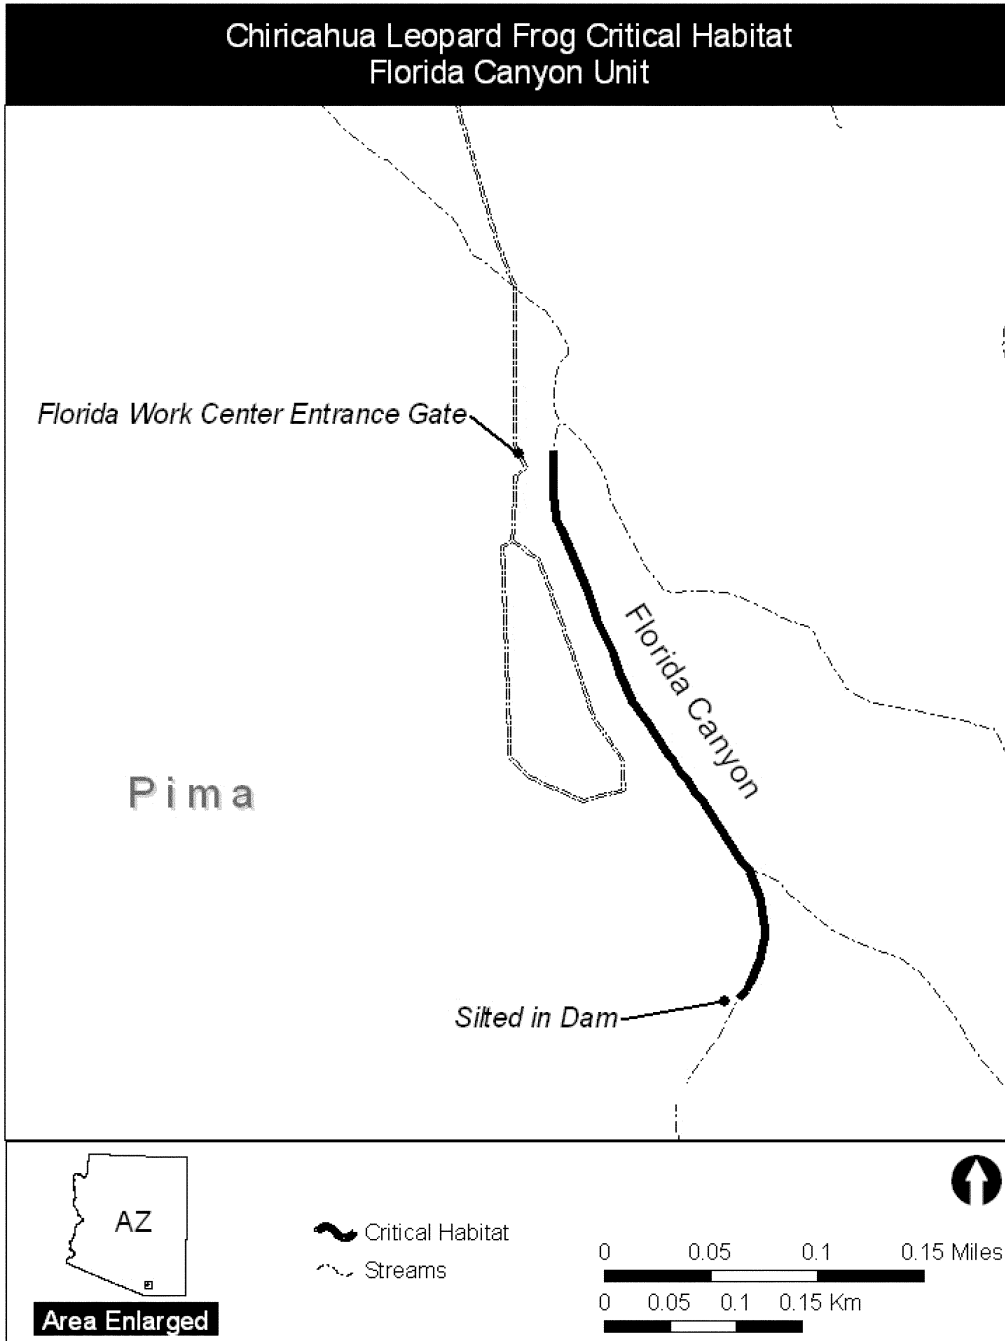 Chiricahua Leopard Frog Critical Habitat
Florida Canyon Unit
Florida Work Center Entrance Gate
Florida Canyon
Pima
Silted in Dam
AZ
Area Enlarged
Critical Habitat
Streams
0 0.05 0.1 0.15 Miles
0 0.05 0.1 0.15 Km